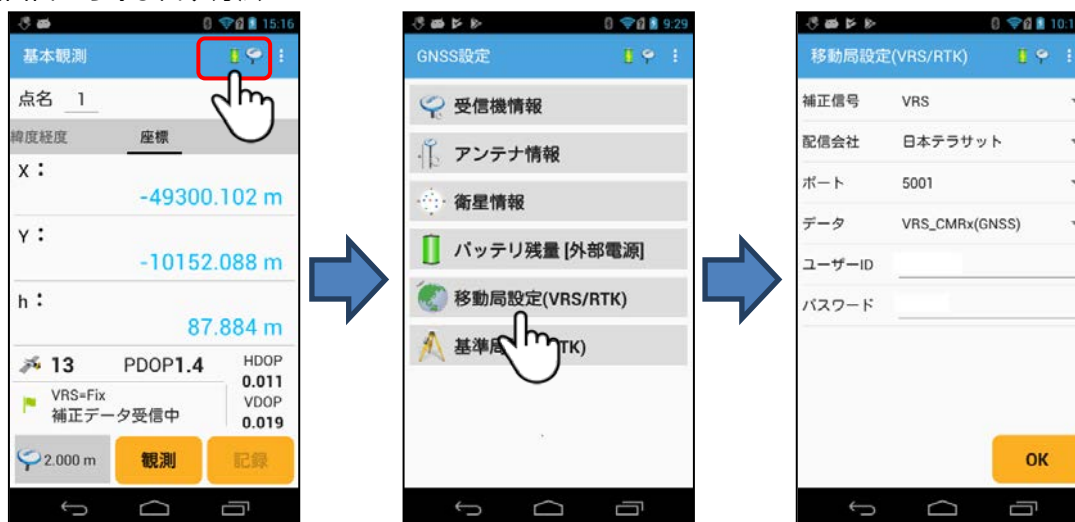 15:16
基本観測
点名 1
緯度経度 座標
X：
-49300.102 m
Y：
-10152.088 m
h：
87.884 m
13 PDOP1.4 HDOP
0.011
VRS=Fix VDOP
補正データ受信中 0.019
2.000 m 観測 記録
9:29
GNSS設定
受信機情報
アンテナ情報
衛星情報
バッテリ残量 [外部電源]
移動局設定(VRS/RTK)
基準局 TK)
10:1
移動局設定(VRS/RTK)
補正信号 VRS
配信会社 日本テラサット
ポート 5001
データ VRS_CMRx(GNSS)
ユーザーID
パスワード
OK